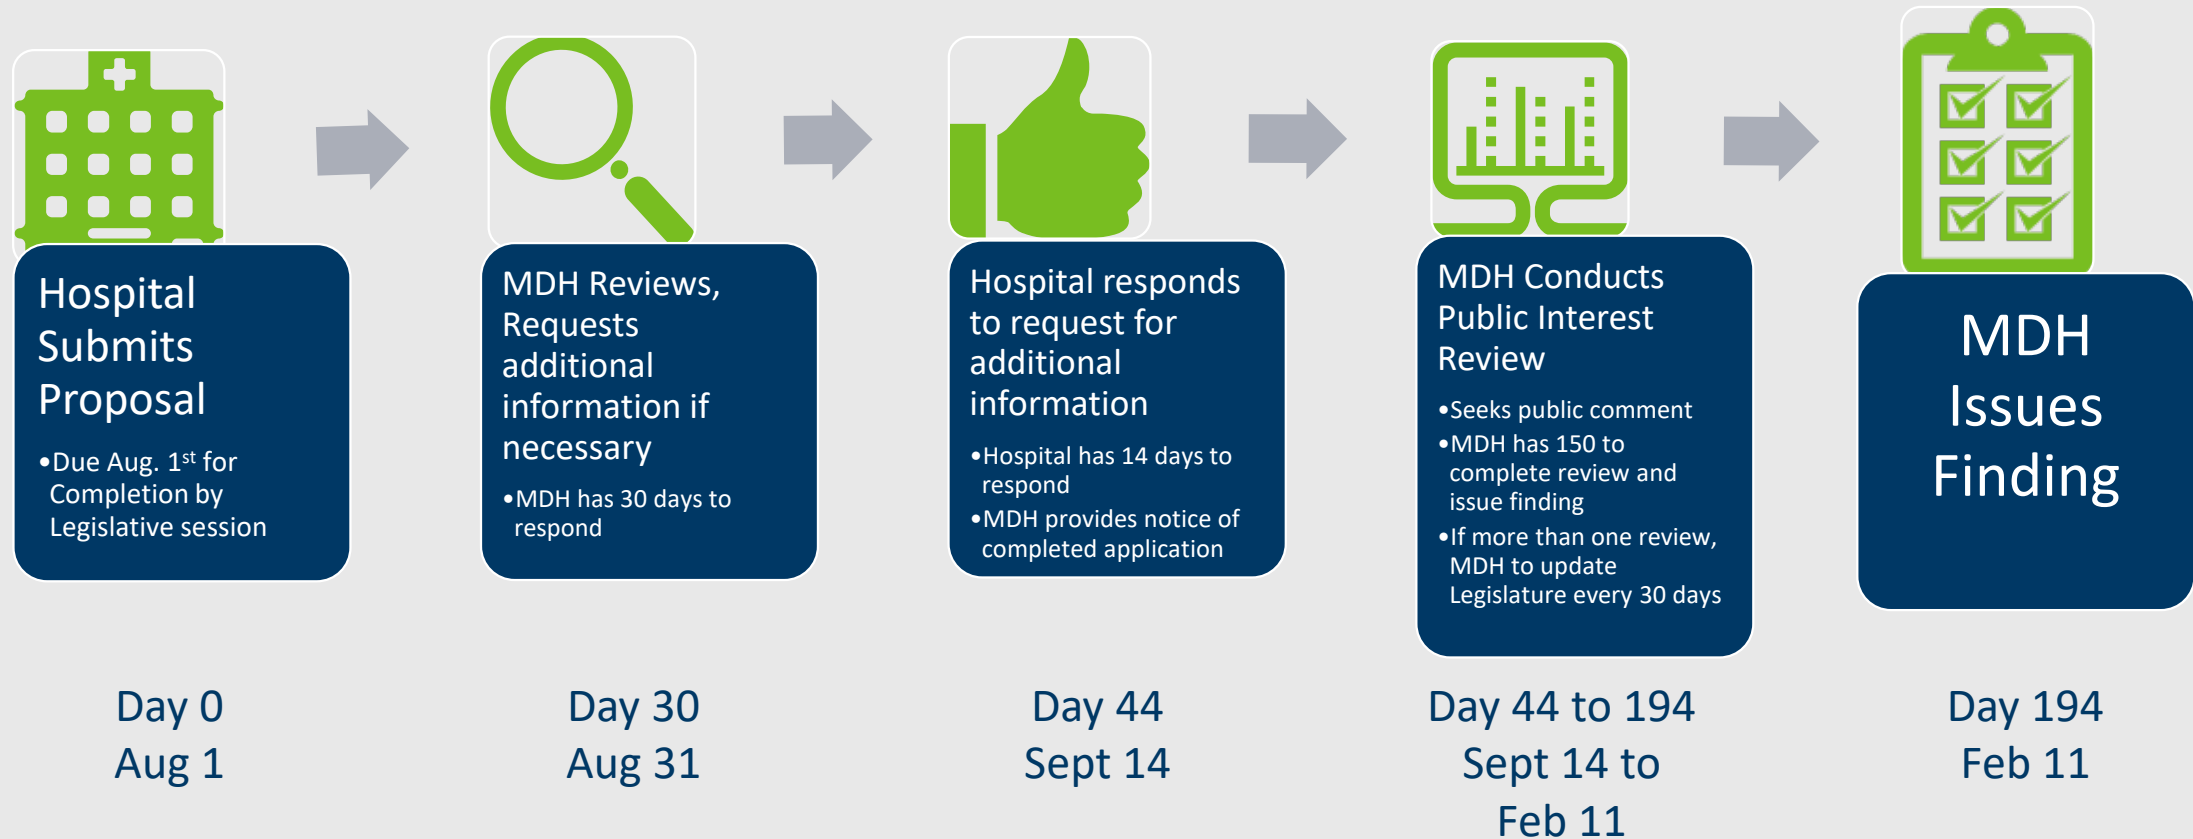 Hospital
Submits
Proposal
•Due Aug. 1st for
Completion by
Legislative session
MDH Reviews,
Requests
additional
information if
necessary
•MDH has 30 days to
respond
Hospital responds
to request for
additional
information
•Hospital has 14 days to
respond
•MDH provides notice of
completed application
MDH Conducts
Public Interest
Review
•Seeks public comment
•MDH has 150 to
complete review and
issue finding
•If more than one review,
MDH to update
Legislature every 30 days
MDH
Issues
Finding
Day 0
Aug 1
Day 30
Aug 31
Day 44
Sept 14
Day 44 to 194
Sept 14 to
Feb 11
Day 194
Feb 11